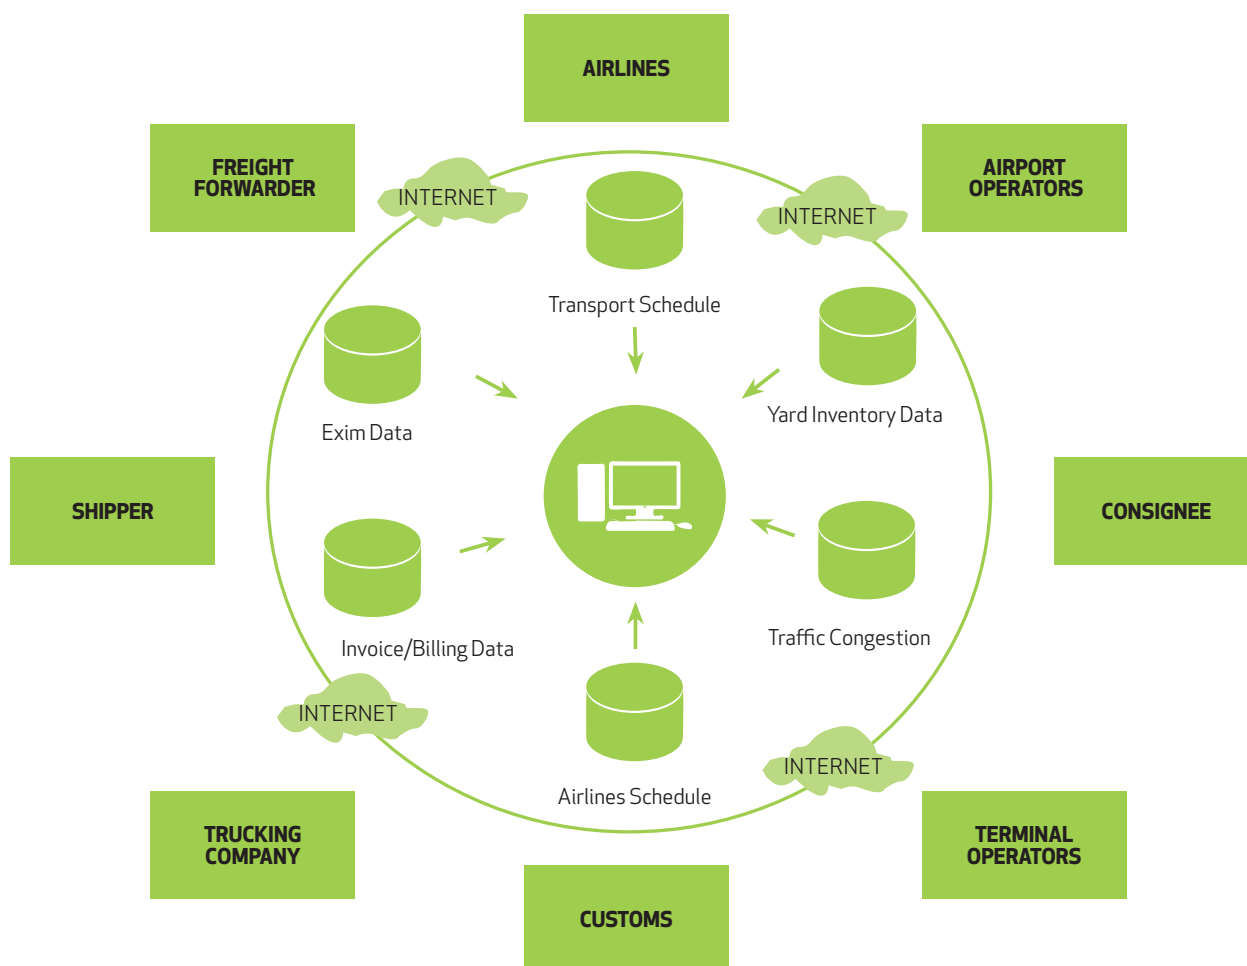 AIRLINES
FREIGHT
FORWARDER
AIRPORT
OPERATORS
INTERNET
INTERNET
Transport Schedule
Exim Data
Yard Inventory Data
SHIPPER
CONSIGNEE
Invoice/Billing Data
Traffic Congestion
INTERNET
INTERNET
Airlines Schedule
TRUCKING
COMPANY
TERMINAL
OPERATORS
CUSTOMS